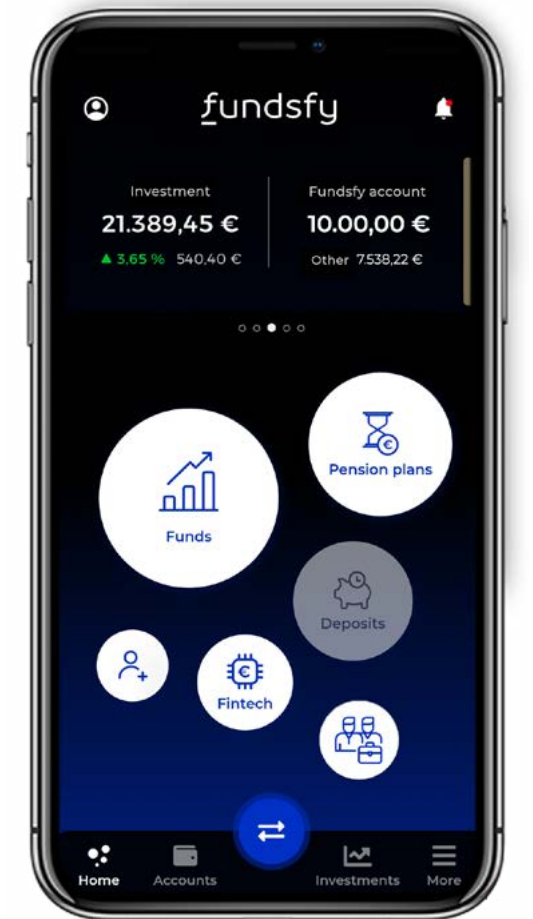 fundsfy
Investment
21.389,45 €
▲ 3,65 % 540,40 €
Fundsfy account
10.00,00 €
Other 7.538,22 €
Pension plans
€
Funds
Deposits
€
Fintech
Home
Accounts
Investments
More